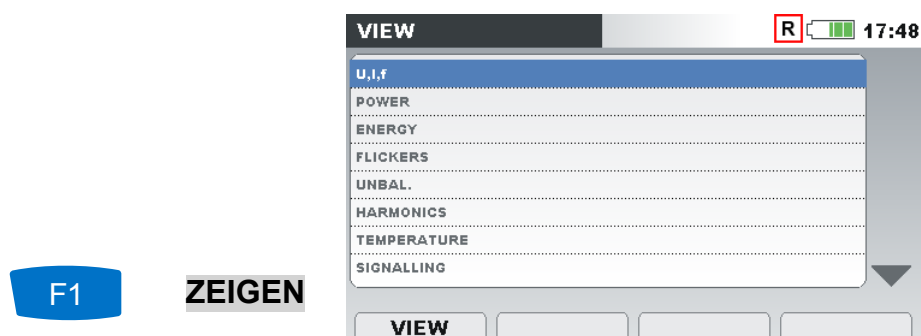 VIEW R 17:48
U,I,f
POWER
ENERGY
FLICKERS
UNBAL.
HARMONICS
TEMPERATURE
SIGNALLING
F1 ZEIGEN
VIEW